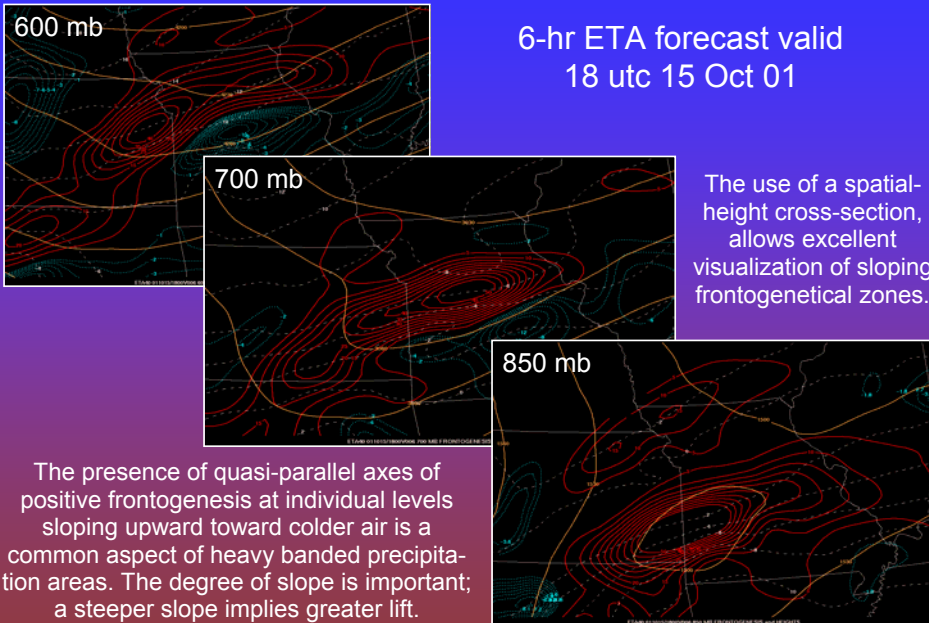 600 mb
6-hr ETA forecast valid
18 utc 15 Oct 01
700 mb
The use of a spatial-
height cross-section,
allows excellent
visualization of sloping
frontogenetical zones.
850 mb
The presence of quasi-parallel axes of
positive frontogenesis at individual levels
sloping upward toward colder air is a
common aspect of heavy banded precipita-
tion areas. The degree of slope is important;
a steeper slope implies greater lift.